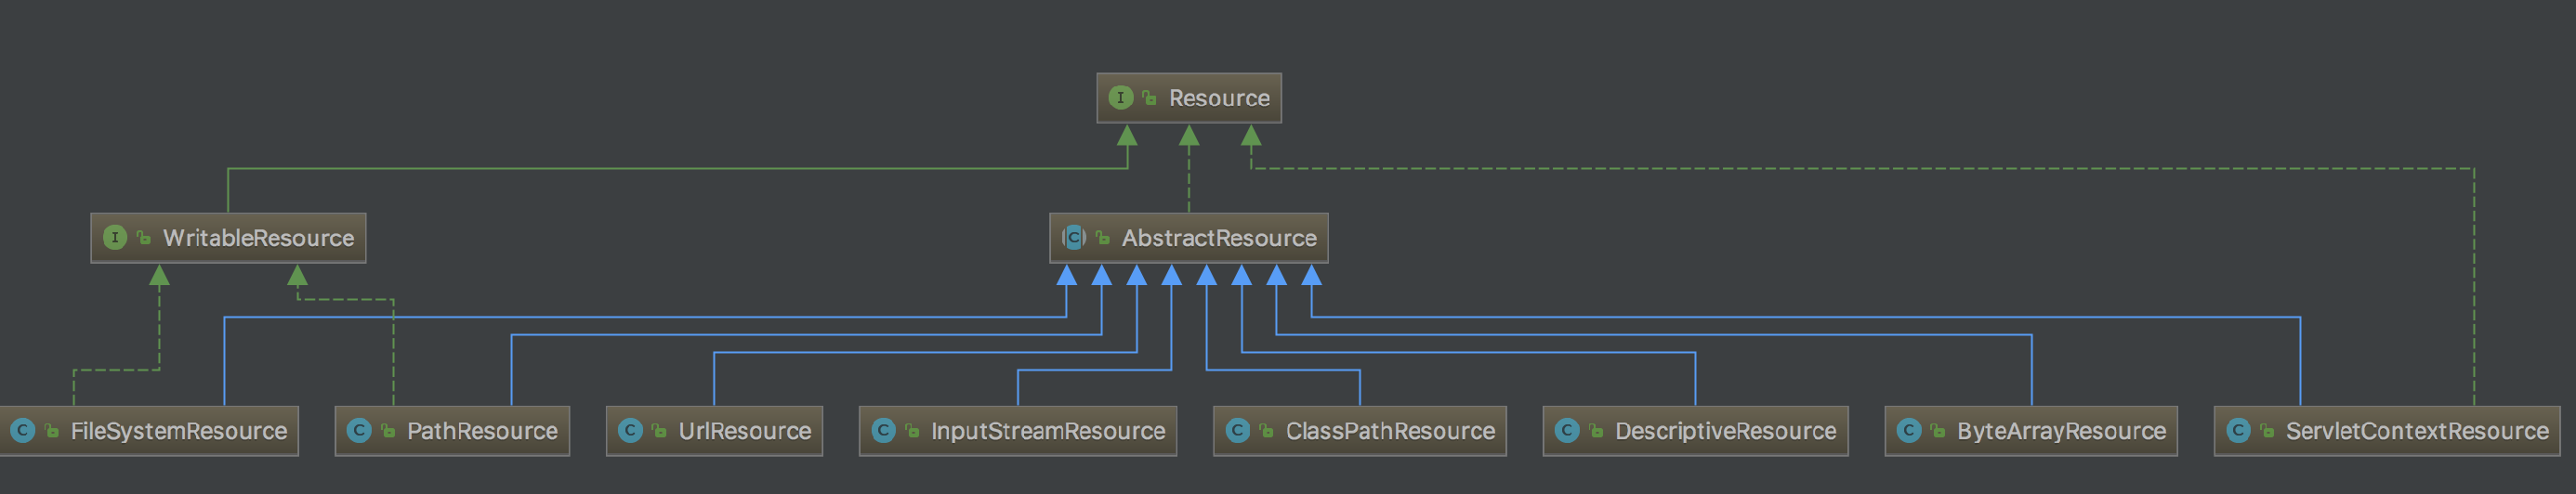 I Resource
I WritableResource
C AbstractResource
C FileSystemResource
C PathResource
C UrlResource
C InputStreamResource
C ClassPathResource
C DescriptiveResource
C ByteArrayResource
C ServletContextResource